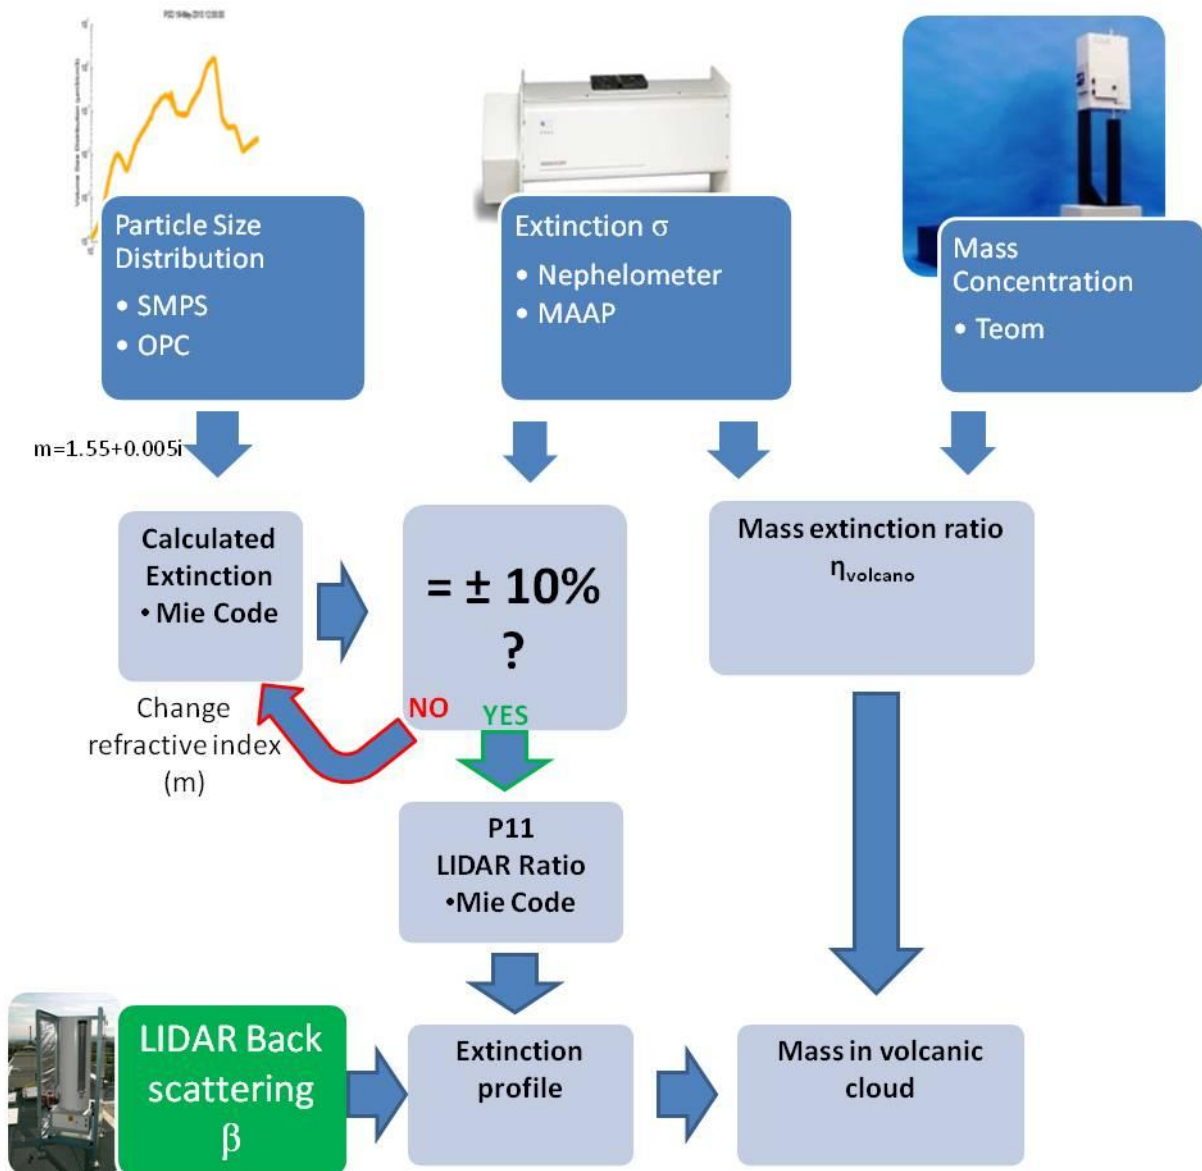 Particle Size
Distribution
• SMPS
• OPC
Extinction σ
• Nephelometer
• MAAP
Mass
Concentration
• Teom
m=1.55+0.005i
Calculated
Extinction
• Mie Code
= ± 10%
?
Mass extinction ratio
ηvolcano
NO
YES
Change
refractive index
(m)
P11
LIDAR Ratio
•Mie Code
LIDAR Back
scattering
β
Extinction
profile
Mass in volcanic
cloud